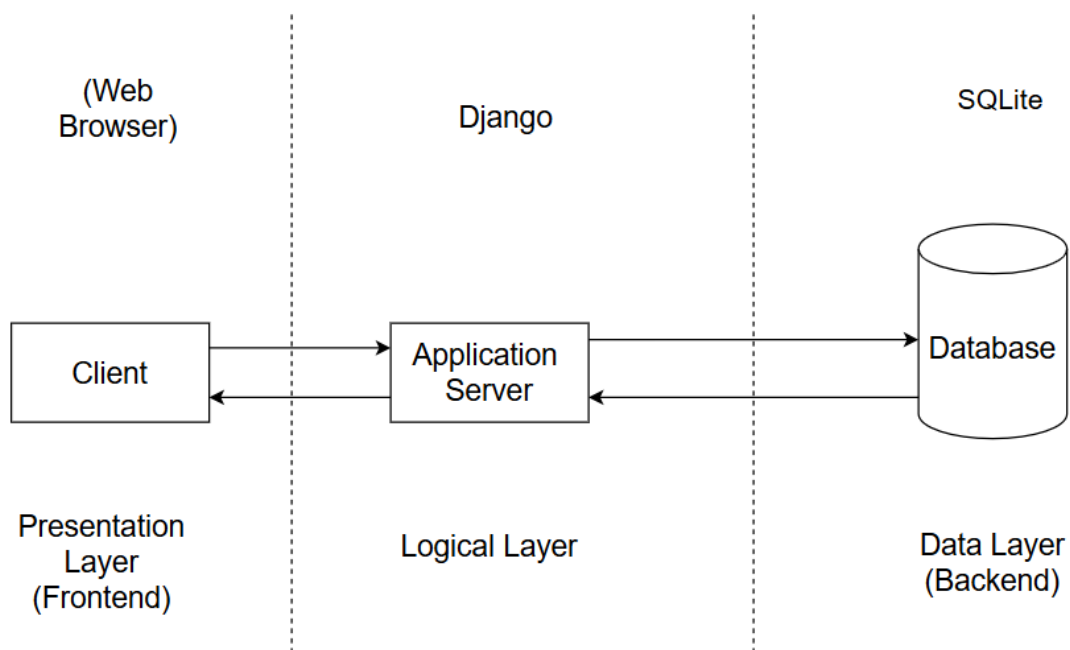 (Web
Browser)
Django
SQLite
Client
Application
Server
Database
Presentation
Layer
(Frontend)
Logical Layer
Data Layer
(Backend)